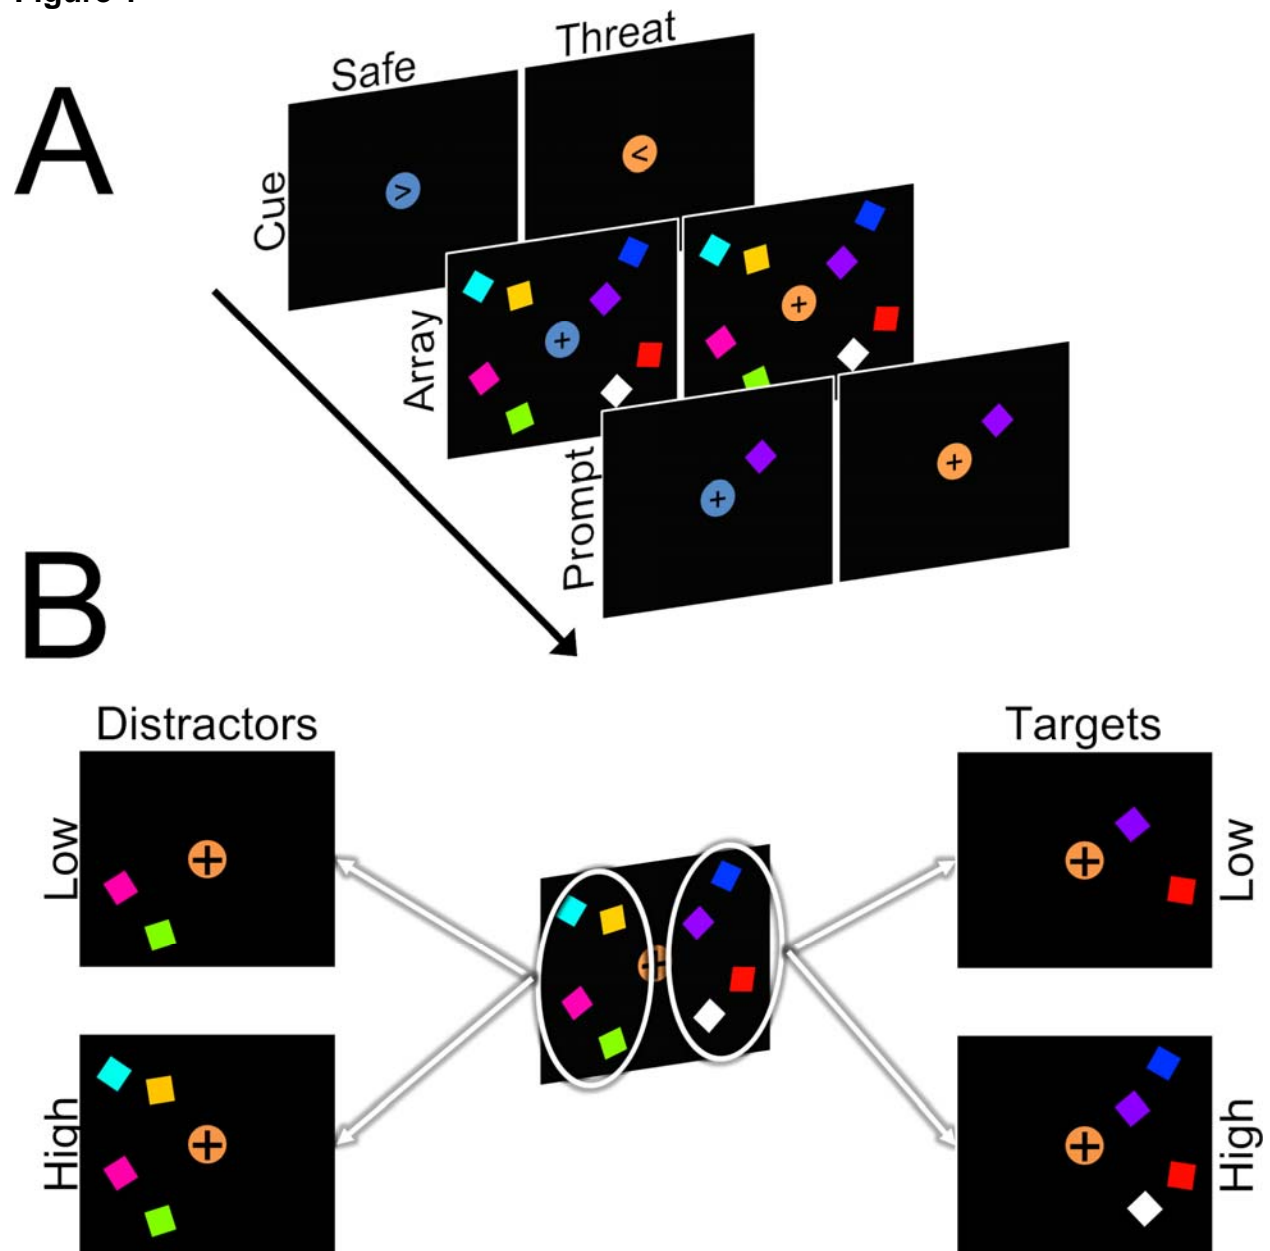 A
Safe
Threat
Cue
>
<
Array
+
+
Prompt
+
+
B
Distractors
Targets
Low
+
+
Low
+
High
+
+
High